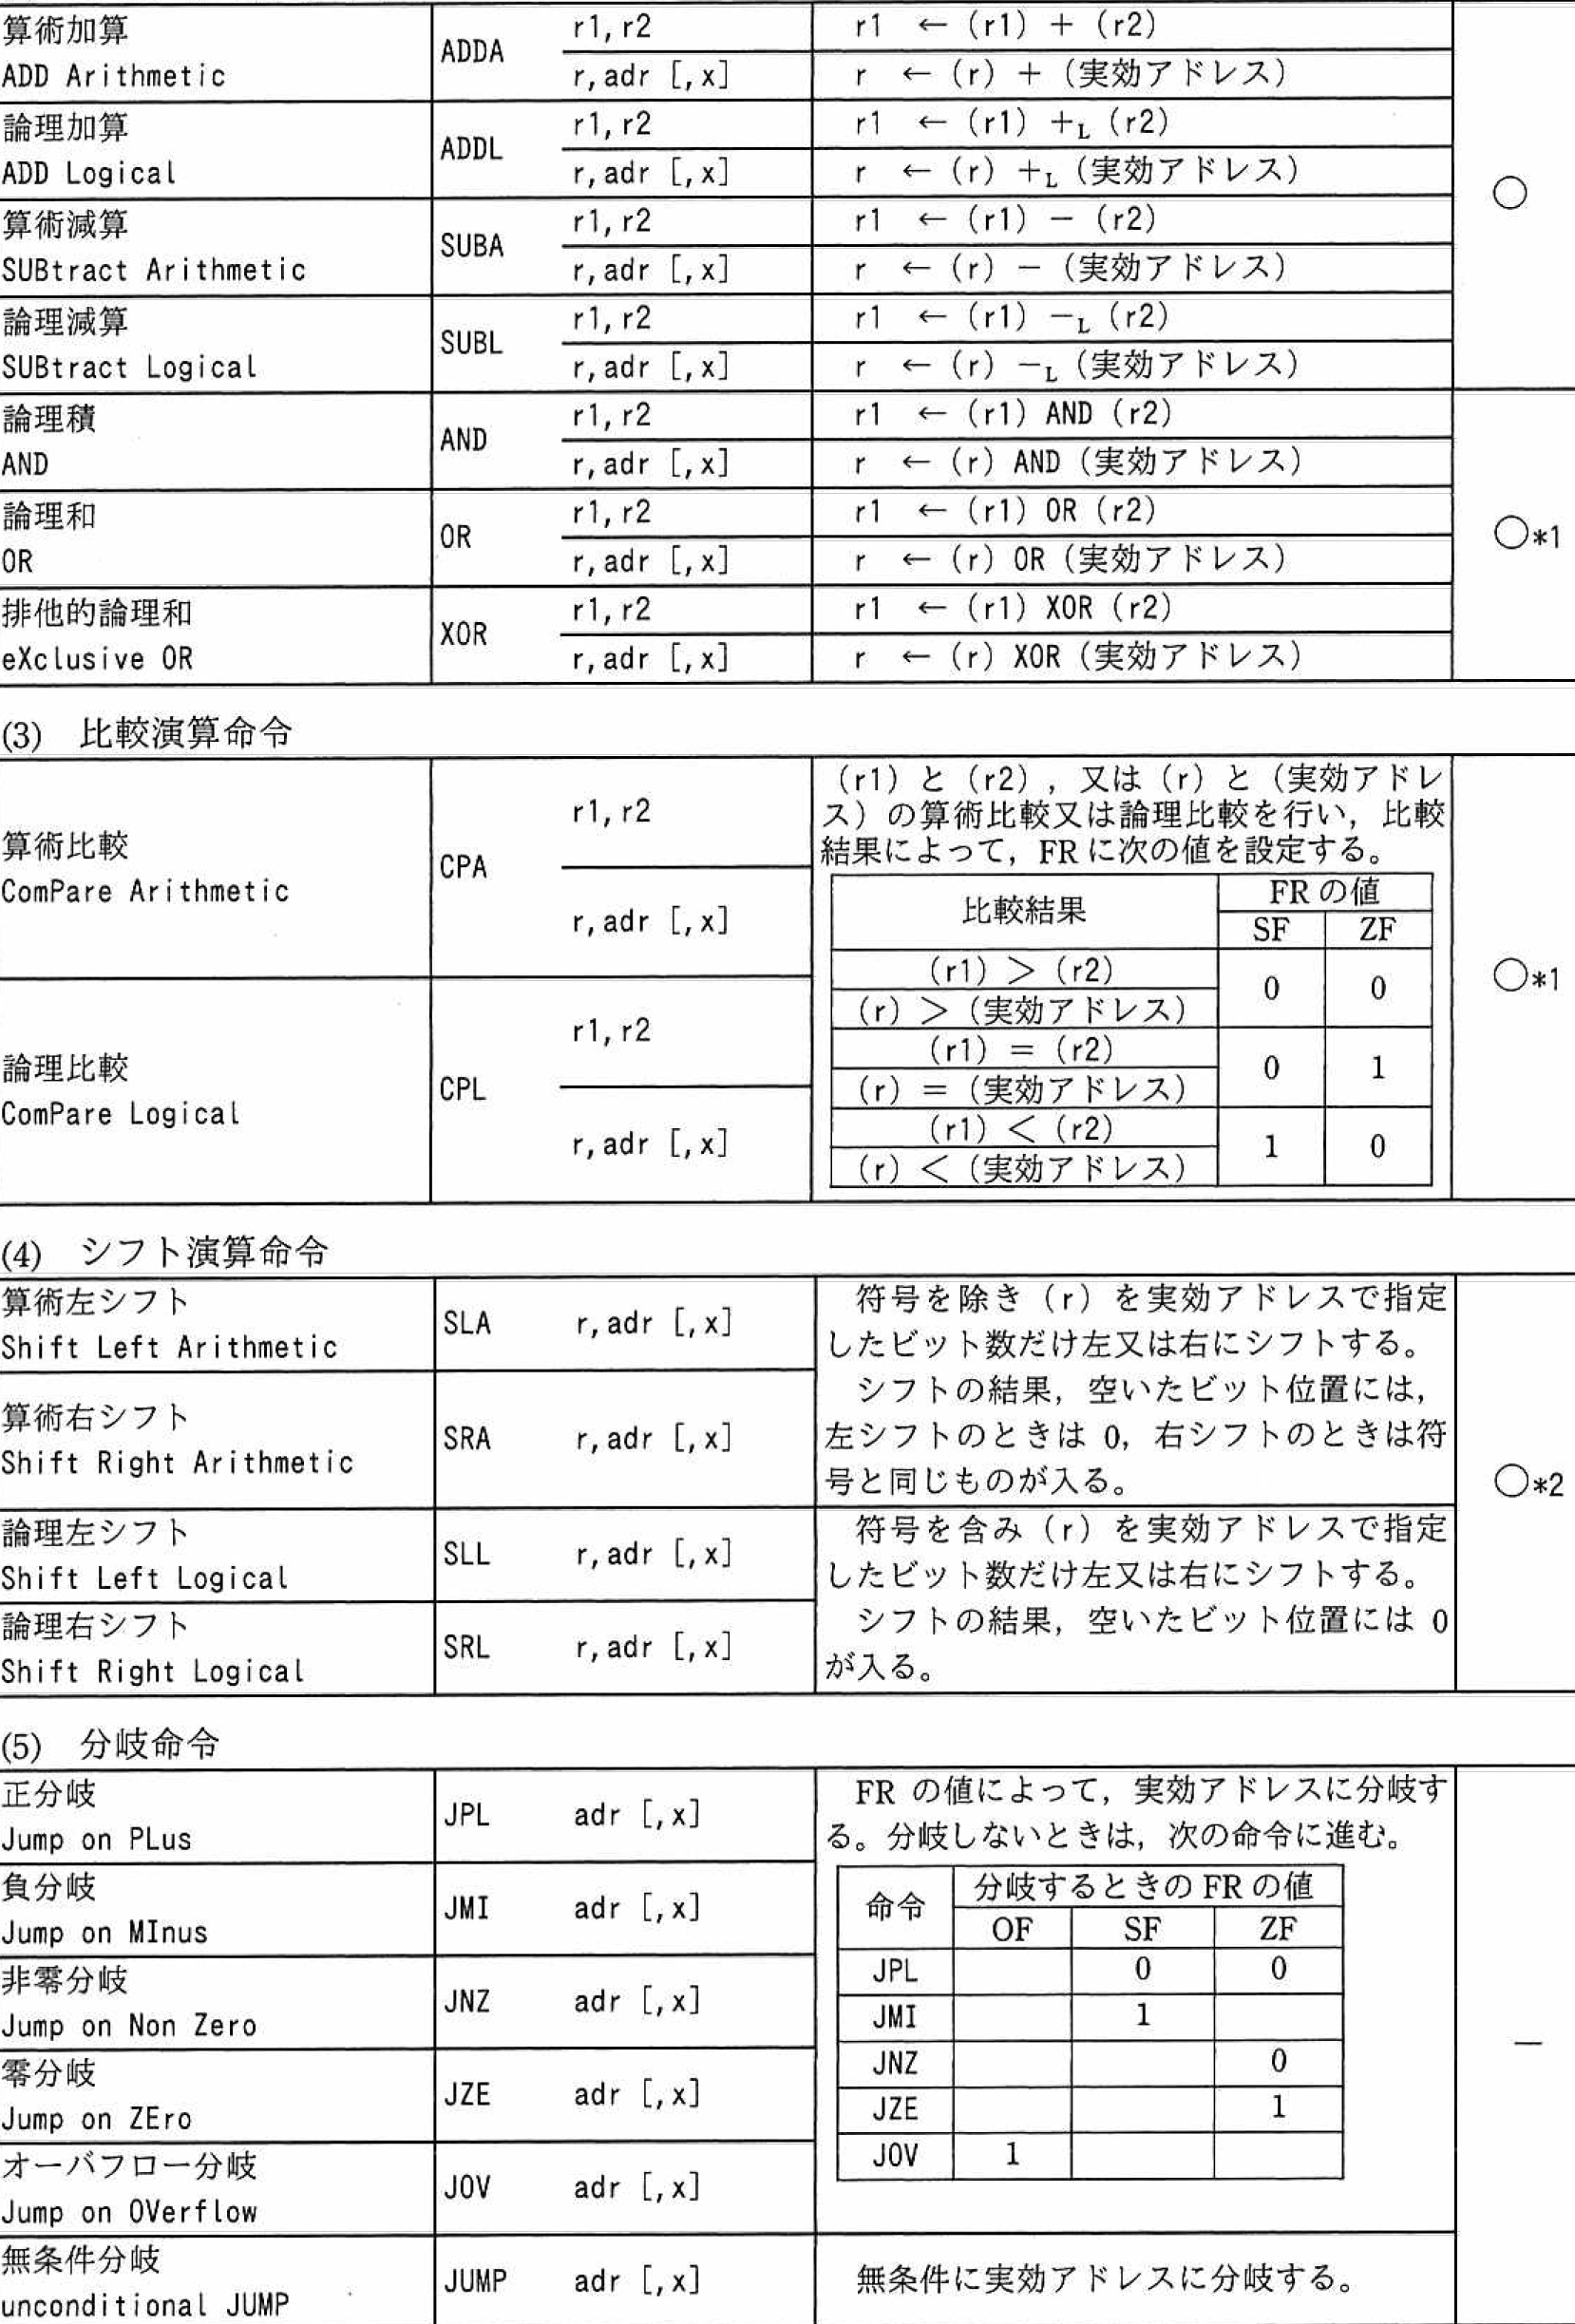 算術加算
ADD Arithmetic
ADDA
r1,r2
r1 ← (r1) + (r2)
r,adr [,x]
r ← (r) + (実効アドレス)
○
論理加算
ADD Logical
ADDL
r1,r2
r1 ← (r1) +L (r2)
r,adr [,x]
r ← (r) +L (実効アドレス)
算術減算
SUBtract Arithmetic
SUBA
r1,r2
r1 ← (r1) − (r2)
r,adr [,x]
r ← (r) − (実効アドレス)
論理減算
SUBtract Logical
SUBL
r1,r2
r1 ← (r1) −L (r2)
r,adr [,x]
r ← (r) −L (実効アドレス)
論理積
AND
AND
r1,r2
r1 ← (r1) AND (r2)
r,adr [,x]
r ← (r) AND (実効アドレス)
○*1
論理和
OR
OR
r1,r2
r1 ← (r1) OR (r2)
r,adr [,x]
r ← (r) OR (実効アドレス)
排他的論理和
eXclusive OR
XOR
r1,r2
r1 ← (r1) XOR (r2)
r,adr [,x]
r ← (r) XOR (実効アドレス)
(3) 比較演算命令
算術比較
ComPare Arithmetic
CPA
r1,r2
r,adr [,x]
論理比較
ComPare Logical
CPL
r1,r2
r,adr [,x]
(r1) と (r2) , 又は (r) と (実効アドレ
ス) の算術比較又は論理比較を行い, 比較
結果によって, FR に次の値を設定する。
比較結果
FR の値
SF ZF
(r1) > (r2)
(r) > (実効アドレス)
0 0
(r1) = (r2)
(r) = (実効アドレス)
0 1
(r1) < (r2)
(r) < (実効アドレス)
1 0
○*1
(4) シフト演算命令
算術左シフト
Shift Left Arithmetic
SLA r,adr [,x]
算術右シフト
Shift Right Arithmetic
SRA r,adr [,x]
符号を除き (r) を実効アドレスで指定
したビット数だけ左又は右にシフトする。
シフトの結果, 空いたビット位置には,
左シフトのときは 0, 右シフトのときは符
号と同じものが入る。
○*2
論理左シフト
Shift Left Logical
SLL r,adr [,x]
論理右シフト
Shift Right Logical
SRL r,adr [,x]
符号を含み (r) を実効アドレスで指定
したビット数だけ左又は右にシフトする。
シフトの結果, 空いたビット位置には 0
が入る。
(5) 分岐命令
正分岐
Jump on PLus
JPL adr [,x]
負分岐
Jump on MInus
JMI adr [,x]
非零分岐
Jump on Non Zero
JNZ adr [,x]
零分岐
Jump on ZEro
JZE adr [,x]
オーバフロー分岐
Jump on OVerflow
JOV adr [,x]
FR の値によって, 実効アドレスに分岐す
る。分岐しないときは, 次の命令に進む。
命令
分岐するときの FR の値
OF SF ZF
JPL 0 0
JMI 1
JNZ 0
JZE 1
JOV 1
—
無条件分岐
unconditional JUMP
JUMP adr [,x]
無条件に実効アドレスに分岐する。